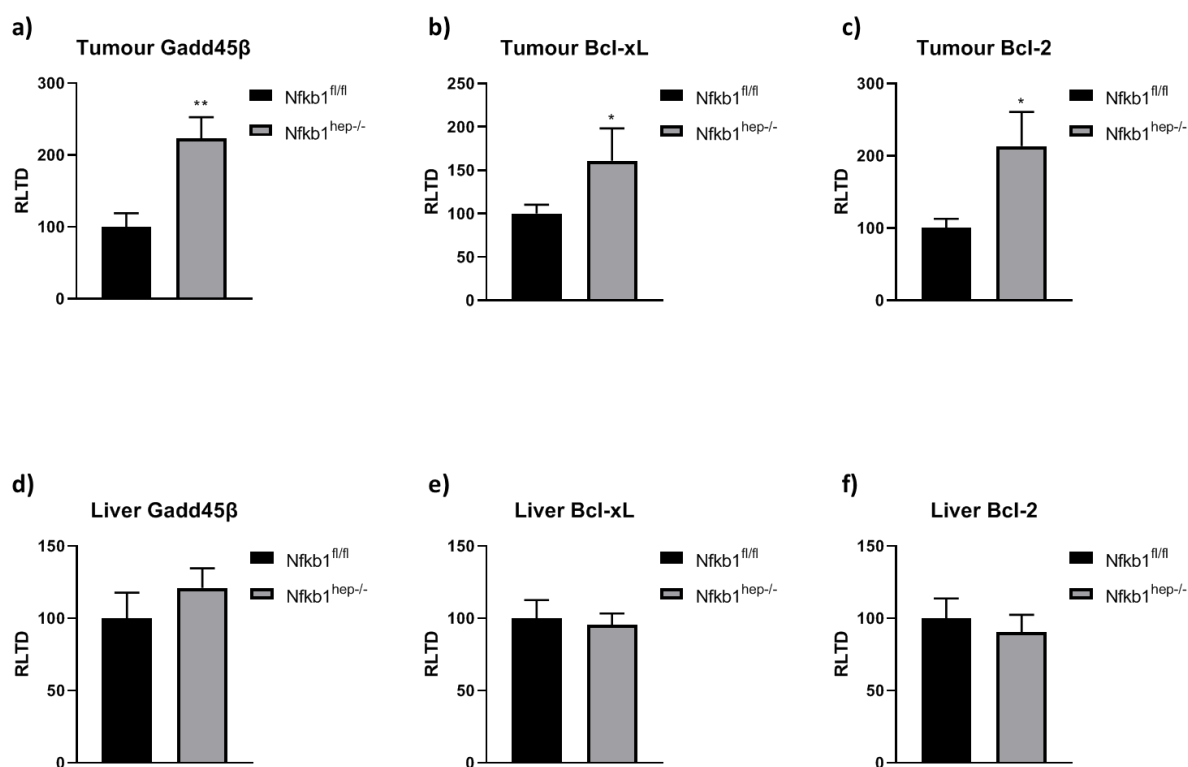 a)
Tumour Gadd45β
300
200
100
0
RLTD
**
Nfkb1fl/fl
Nfkb1hep-/-
b)
Tumour Bcl-xL
250
200
150
100
50
0
RLTD
*
Nfkb1fl/fl
Nfkb1hep-/-
c)
Tumour Bcl-2
300
200
100
0
RLTD
*
Nfkb1fl/fl
Nfkb1hep-/-
d)
Liver Gadd45β
150
100
50
0
RLTD
Nfkb1fl/fl
Nfkb1hep-/-
e)
Liver Bcl-xL
150
100
50
0
RLTD
Nfkb1fl/fl
Nfkb1hep-/-
f)
Liver Bcl-2
150
100
50
0
RLTD
Nfkb1fl/fl
Nfkb1hep-/-